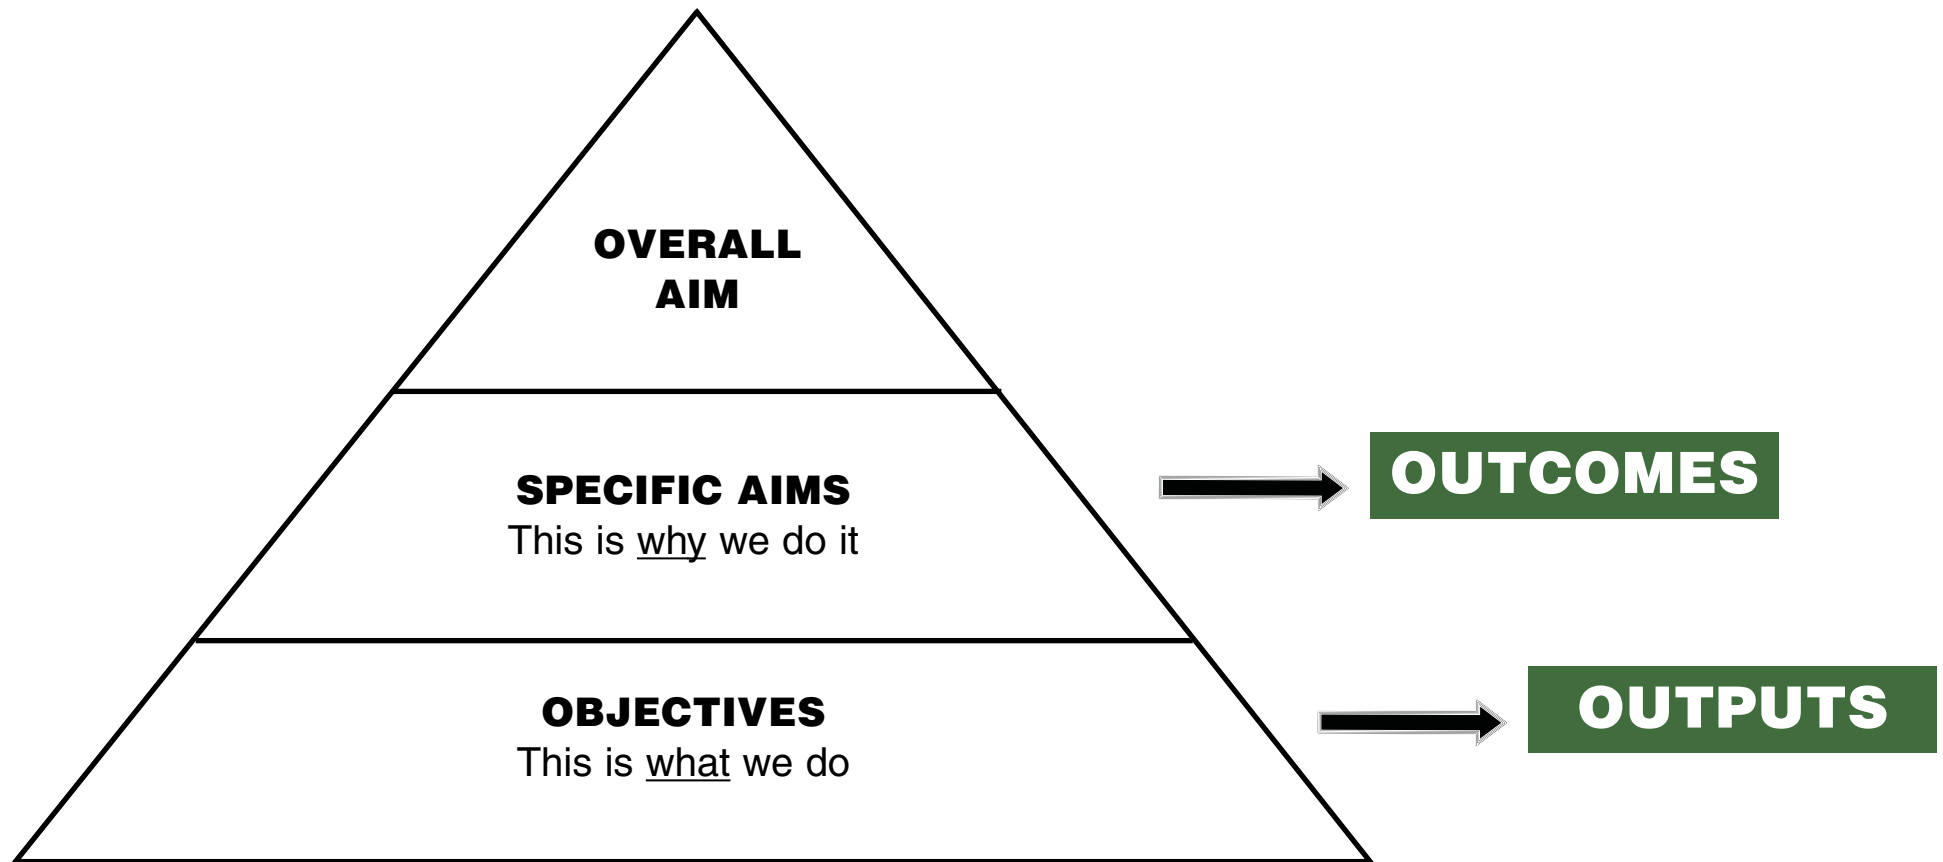 OVERALL
AIM
SPECIFIC AIMS
This is why we do it
OUTCOMES
OBJECTIVES
This is what we do
OUTPUTS